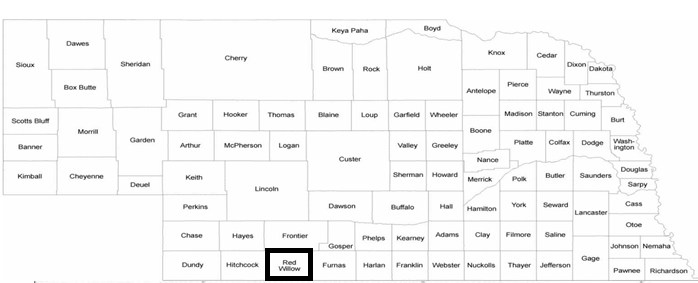 Keya Paha
Boyd
Dawes
Sioux
Sheridan
Cherry
Knox
Cedar
Dixon
Dakota
Brown
Rock
Holt
Box Butte
Antelope
Pierce
Wayne
Thurston
Scotts Bluff
Grant
Hooker
Thomas
Blaine
Loup
Garfield
Wheeler
Madison
Stanton
Cuming
Burt
Morrill
Garden
Boone
Banner
Arthur
McPherson
Logan
Custer
Valley
Greeley
Platte
Colfax
Dodge
Wash-
ington
Nance
Kimball
Cheyenne
Deuel
Keith
Lincoln
Sherman
Howard
Merrick
Polk
Butler
Saunders
Douglas
Sarpy
Perkins
Dawson
Buffalo
Hall
Hamilton
York
Seward
Lancaster
Cass
Otoe
Chase
Hayes
Frontier
Gosper
Phelps
Kearney
Adams
Clay
Filmore
Saline
Gage
Johnson
Nemaha
Dundy
Hitchcock
Red
Willow
Furnas
Harlan
Franklin
Webster
Nuckolls
Thayer
Jefferson
Pawnee
Richardson